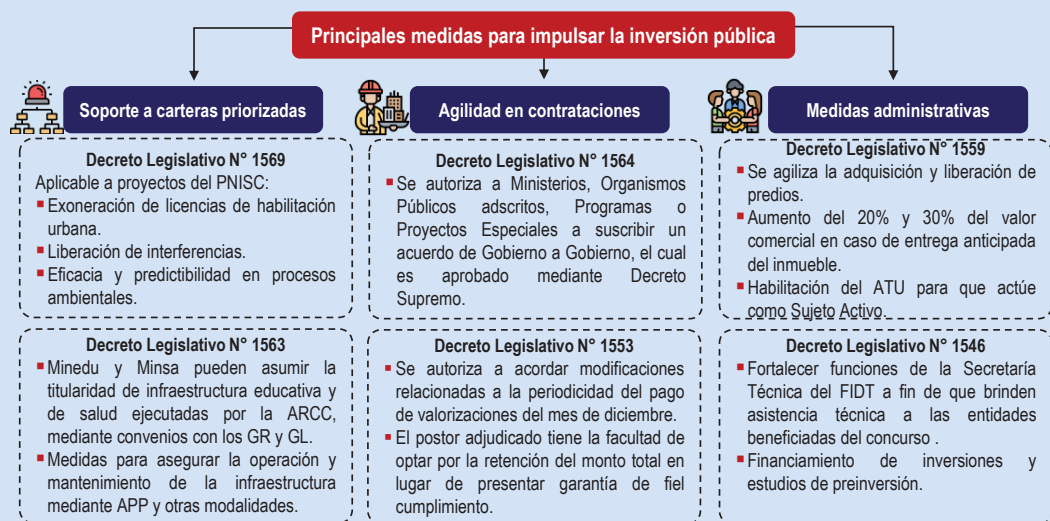 Principales medidas para impulsar la inversión pública
Soporte a carteras priorizadas
Decreto Legislativo N° 1569
Aplicable a proyectos del PNISC:
Exoneración de licencias de habilitación
urbana.
Liberación de interferencias.
Eficacia y predictibilidad en procesos
ambientales.
Decreto Legislativo N° 1563
Minedu y Minsa pueden asumir la
titularidad de infraestructura educativa y
de salud ejecutadas por la ARCC,
mediante convenios con los GR y GL.
Medidas para asegurar la operación y
mantenimiento de la infraestructura
mediante APP y otras modalidades.
Agilidad en contrataciones
Decreto Legislativo N° 1564
Se autoriza a Ministerios, Organismos
Públicos adscritos, Programas o
Proyectos Especiales a suscribir un
acuerdo de Gobierno a Gobierno, el cual
es aprobado mediante Decreto
Supremo.
Decreto Legislativo N° 1553
Se autoriza a acordar modificaciones
relacionadas a la periodicidad del pago
de valorizaciones del mes de diciembre.
El postor adjudicado tiene la facultad de
optar por la retención del monto total en
lugar de presentar garantía de fiel
cumplimiento.
Medidas administrativas
Decreto Legislativo N° 1559
Se agiliza la adquisición y liberación de
predios.
Aumento del 20% y 30% del valor
comercial en caso de entrega anticipada
del inmueble.
Habilitación del ATU para que actúe
como Sujeto Activo.
Decreto Legislativo N° 1546
Fortalecer funciones de la Secretaría
Técnica del FIDT a fin de que brinden
asistencia técnica a las entidades
beneficiadas del concurso .
Financiamiento de inversiones y
estudios de preinversión.